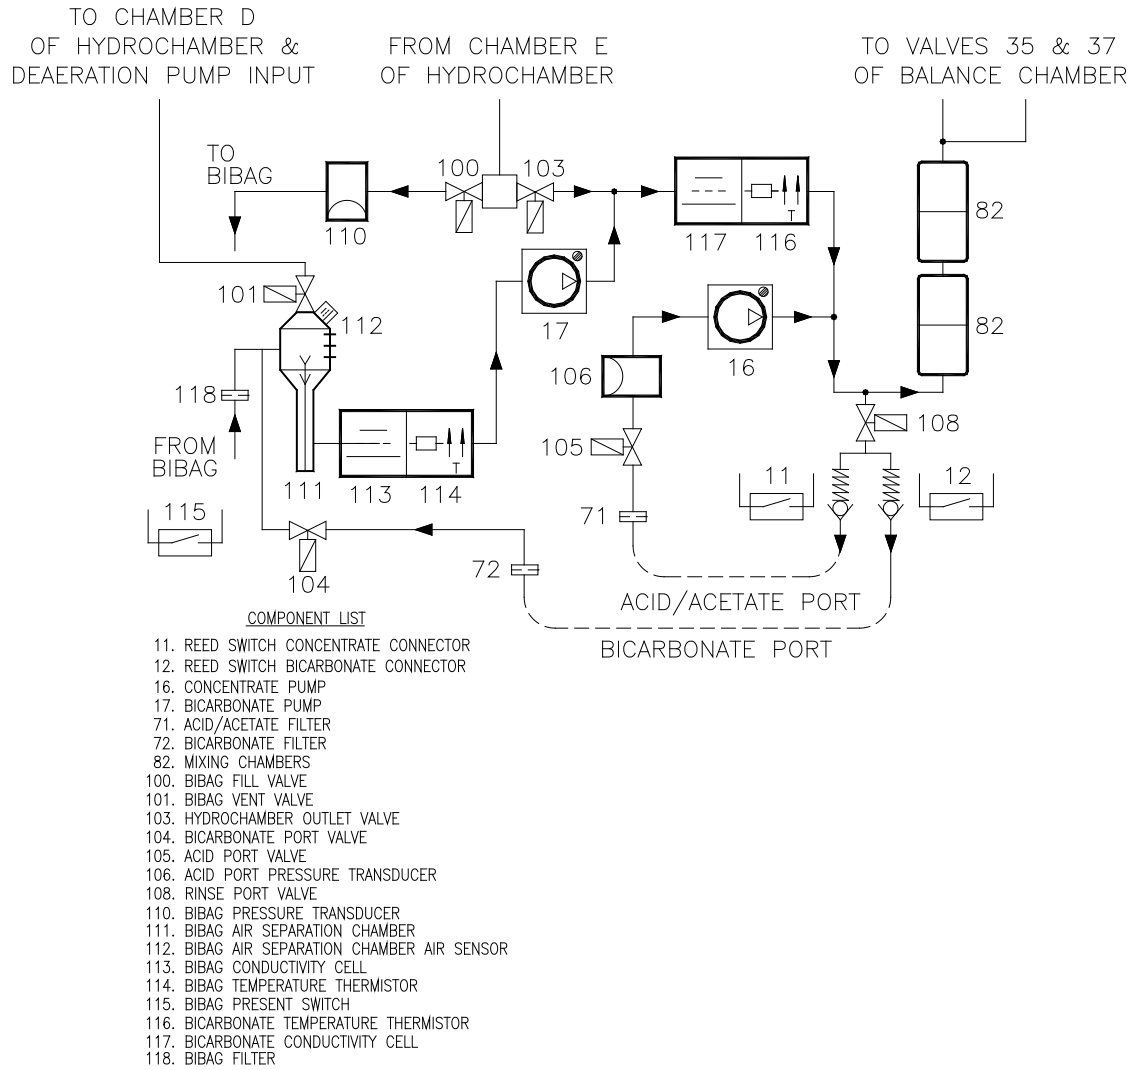 TO CHAMBER D
OF HYDROCHAMBER &
DEAERATION PUMP INPUT
FROM CHAMBER E
OF HYDROCHAMBER
TO VALVES 35 & 37
OF BALANCE CHAMBER
TO
BIBAG
100
103
110
117
116
T
82
101
112
17
82
16
106
118
108
FROM
BIBAG
105
T
111
113
114
11
12
115
71
104
72
ACID/ACETATE PORT
BICARBONATE PORT
COMPONENT LIST
11. REED SWITCH CONCENTRATE CONNECTOR
12. REED SWITCH BICARBONATE CONNECTOR
16. CONCENTRATE PUMP
17. BICARBONATE PUMP
71. ACID/ACETATE FILTER
72. BICARBONATE FILTER
82. MIXING CHAMBERS
100. BIBAG FILL VALVE
101. BIBAG VENT VALVE
103. HYDROCHAMBER OUTLET VALVE
104. BICARBONATE PORT VALVE
105. ACID PORT VALVE
106. ACID PORT PRESSURE TRANSDUCER
108. RINSE PORT VALVE
110. BIBAG PRESSURE TRANSDUCER
111. BIBAG AIR SEPARATION CHAMBER
112. BIBAG AIR SEPARATION CHAMBER AIR SENSOR
113. BIBAG CONDUCTIVITY CELL
114. BIBAG TEMPERATURE THERMISTOR
115. BIBAG PRESENT SWITCH
116. BICARBONATE TEMPERATURE THERMISTOR
117. BICARBONATE CONDUCTIVITY CELL
118. BIBAG FILTER